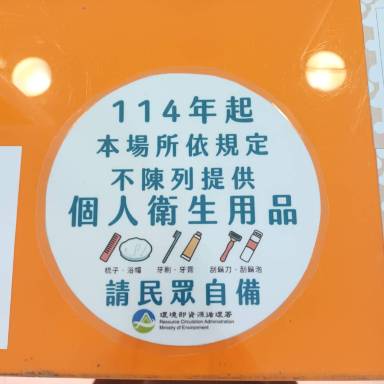 114年起
本場所依規定
不陳列提供
個人衛生用品
梳子、浴帽 牙刷、牙膏 刮鬍刀、刮鬍泡
請民眾自備
環境部資源循環署
Resource Circulation Administration
Ministry of Environment